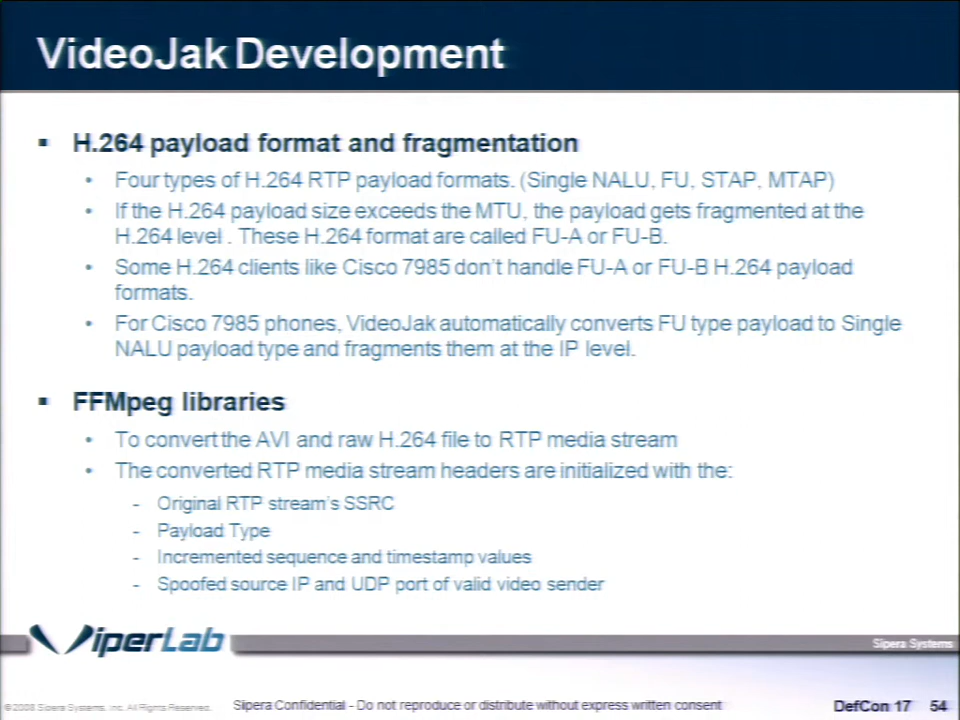 VideoJak Development
▪ H.264 payload format and fragmentation
• Four types of H.264 RTP payload formats. (Single NALU, FU, STAP, MTAP)
• If the H.264 payload size exceeds the MTU, the payload gets fragmented at the
H.264 level . These H.264 format are called FU-A or FU-B.
• Some H.264 clients like Cisco 7985 don't handle FU-A or FU-B H.264 payload
formats.
• For Cisco 7985 phones, VideoJak automatically converts FU type payload to Single
NALU payload type and fragments them at the IP level.
▪ FFMpeg libraries
• To convert the AVI and raw H.264 file to RTP media stream
• The converted RTP media stream headers are initialized with the:
- Original RTP stream's SSRC
- Payload Type
- Incremented sequence and timestamp values
- Spoofed source IP and UDP port of valid video sender
ViperLab
Sipera Systems
© 2008 Sipera Systems, Inc. All Rights Reserved.
Sipera Confidential - Do not reproduce or distribute without express written consent
DefCon 17 54